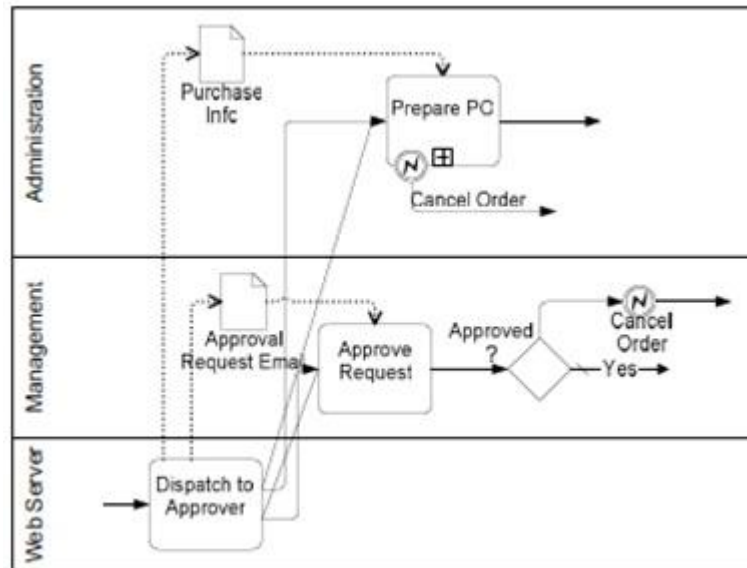 Administration
Purchase
Info
Prepare PO
Cancel Order
Management
Approval
Request Email
Approve
Request
Approved
?
Cancel
Order
Yes
Web Server
Dispatch to
Approver